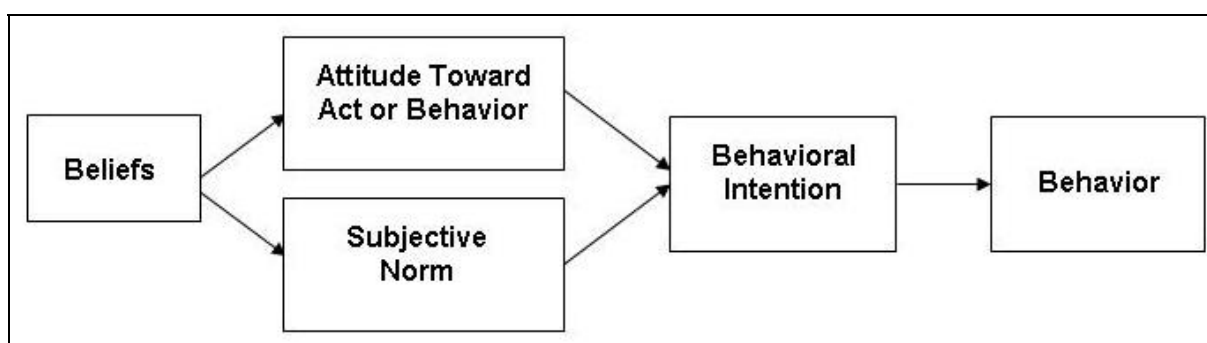 Beliefs
Attitude Toward
Act or Behavior
Subjective
Norm
Behavioral
Intention
Behavior